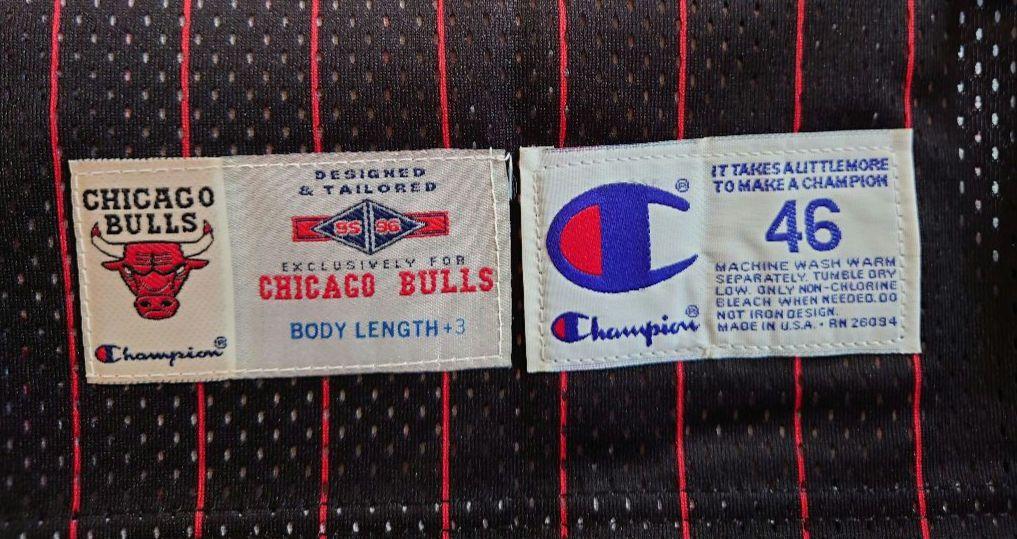 CHICAGO
BULLS
Champion®
DESIGNED
& TAILORED
95 96
EXCLUSIVELY FOR
CHICAGO BULLS
BODY LENGTH +3
®
Champion®
IT TAKES A LITTLE MORE
TO MAKE A CHAMPION
46
MACHINE WASH WARM
SEPARATELY. TUMBLE DRY
LOW. ONLY NON-CHLORINE
BLEACH WHEN NEEDED. DO
NOT IRON DESIGN.
MADE IN U.S.A. · RN 26094